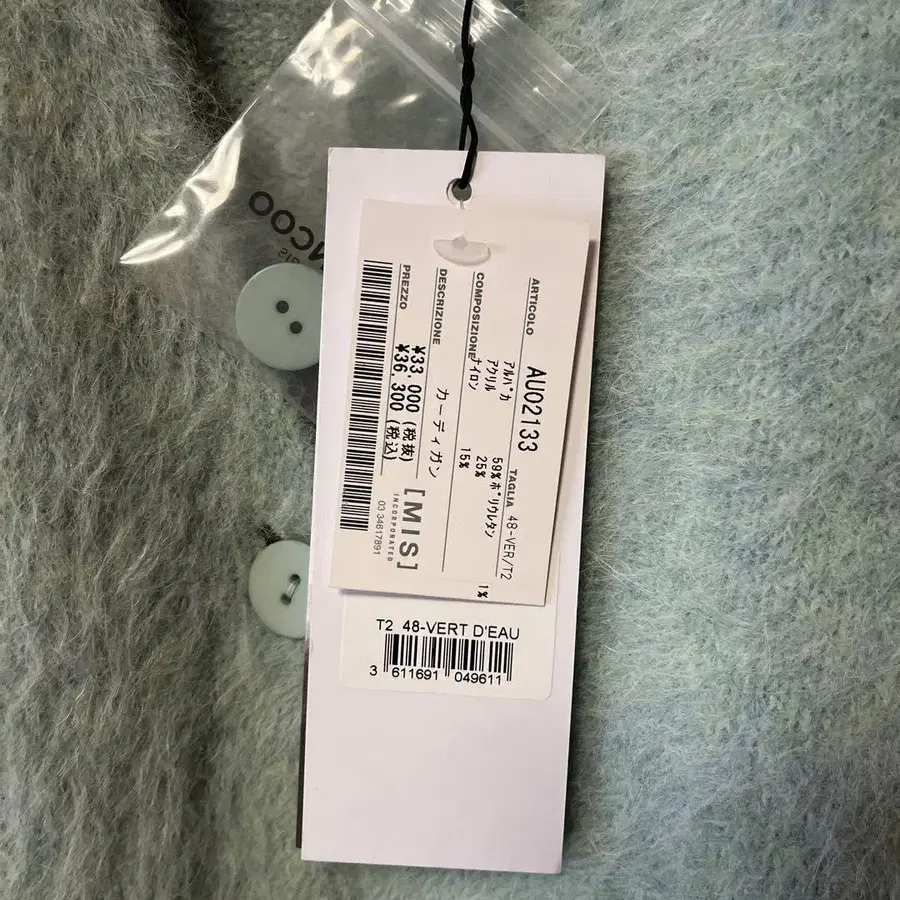 ARTICOLO
AU02133
TAGLIA 48-VER/T2
COMPOSIZIONE
アルパカ 59% ポリウレタン 1%
アクリル 25%
ナイロン 15%
DESCRIZIONE
カーディガン
PREZZO
¥33,000 (税抜)
¥36,300 (税込)
[MIS]
INCORPORATED
03 34617891
T2 48-VERT D'EAU
3 611691 049611